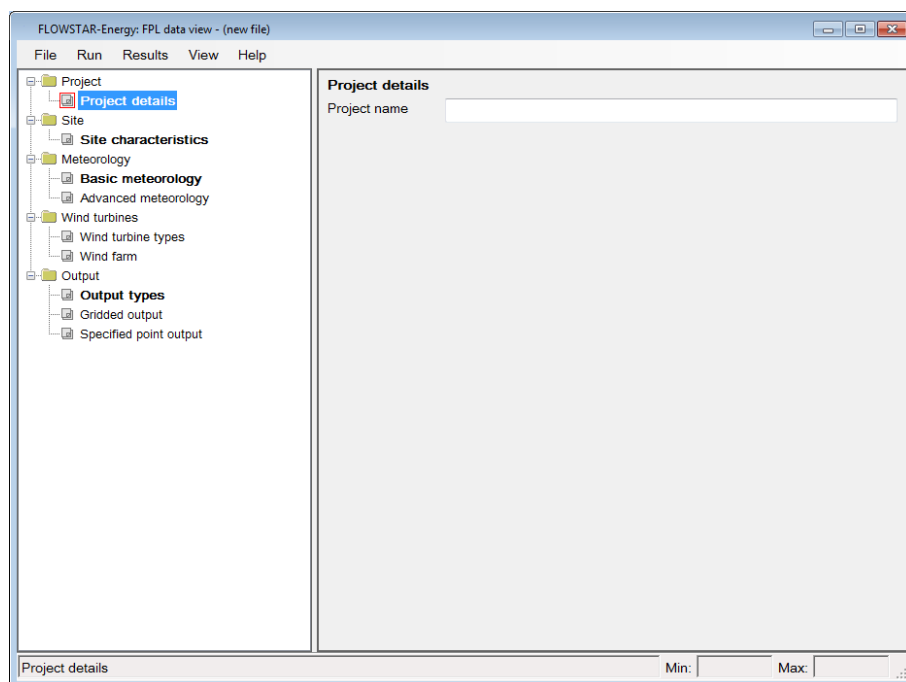 FLOWSTAR-Energy: FPL data view - (new file)
File Run Results View Help
Project
Project details
Site
Site characteristics
Meteorology
Basic meteorology
Advanced meteorology
Wind turbines
Wind turbine types
Wind farm
Output
Output types
Gridded output
Specified point output
Project details
Project name
Project details
Min:
Max: